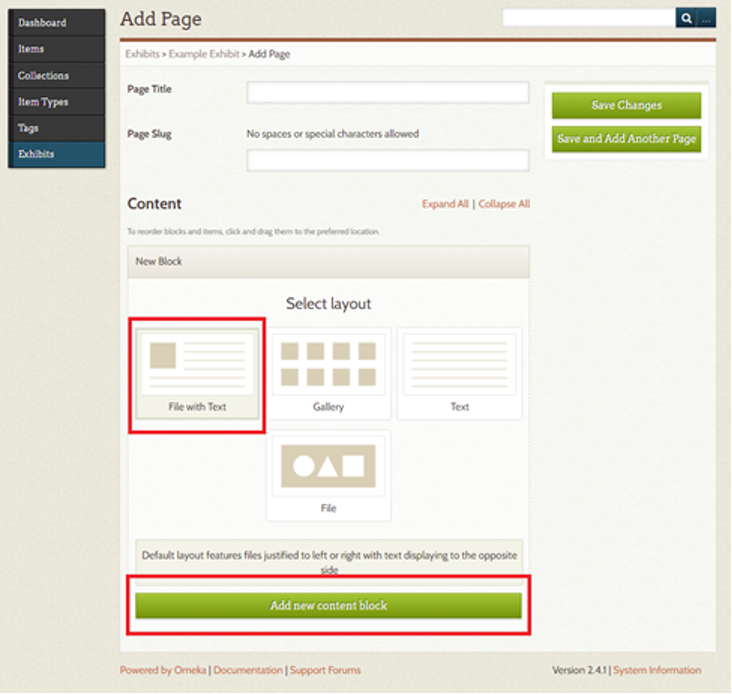 Dashboard
Items
Collections
Item Types
Tags
Exhibits
Add Page
...
Exhibits > Example Exhibit > Add Page
Page Title
Save Changes
Page Slug
No spaces or special characters allowed
Save and Add Another Page
Content
Expand All | Collapse All
To reorder blocks and items, click and drag them to the preferred location.
New Block
Select layout
File with Text
Gallery
Text
File
Default layout features files justified to left or right with text displaying to the opposite
side
Add new content block
Powered by Omeka | Documentation | Support Forums
Version 2.4.1 | System Information